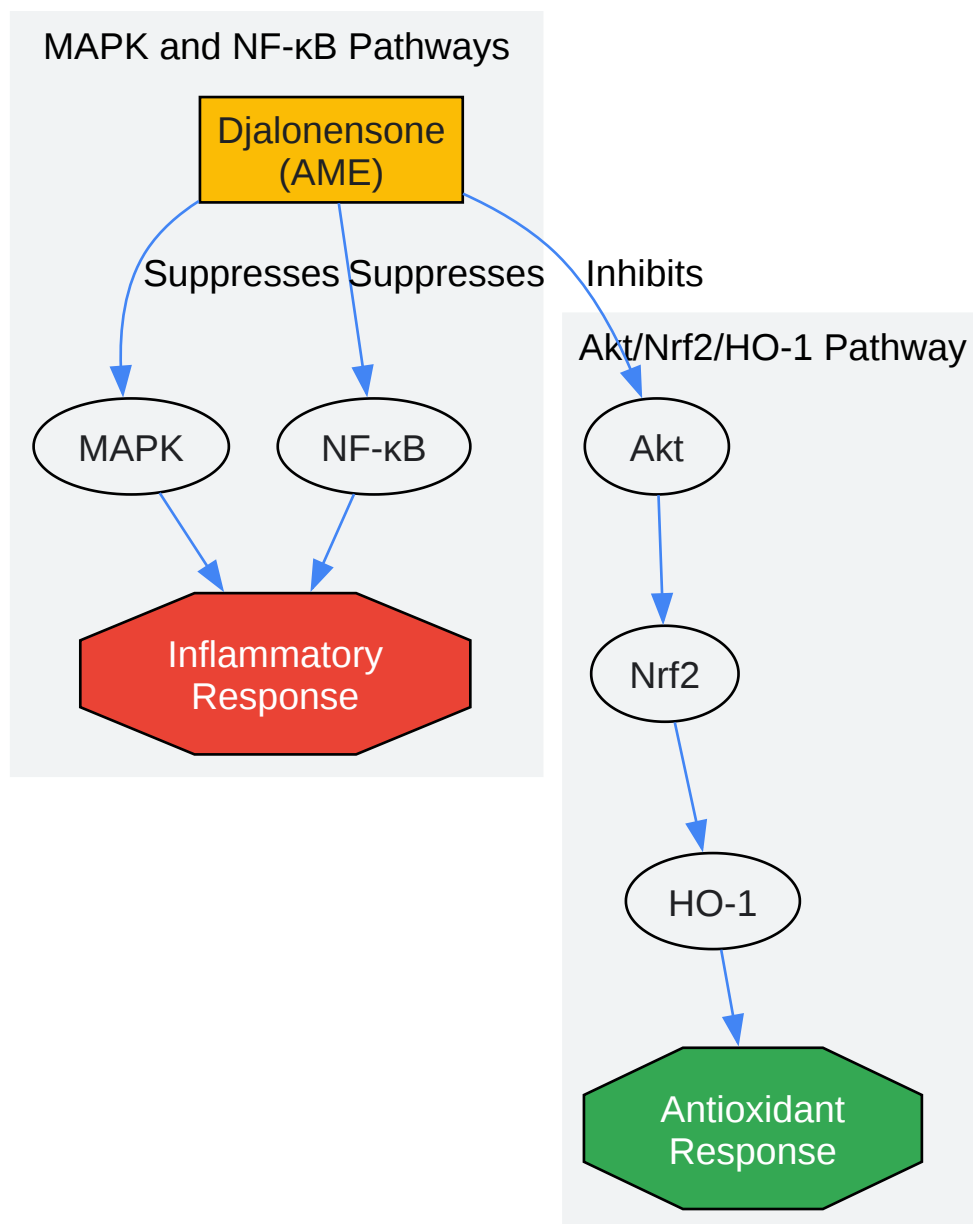 MAPK and NF-κB Pathways
Djalonensone
(AME)
Suppresses
Suppresses
Inhibits
Akt/Nrf2/HO-1 Pathway
MAPK
NF-κB
Akt
Inflammatory
Response
Nrf2
HO-1
Antioxidant
Response